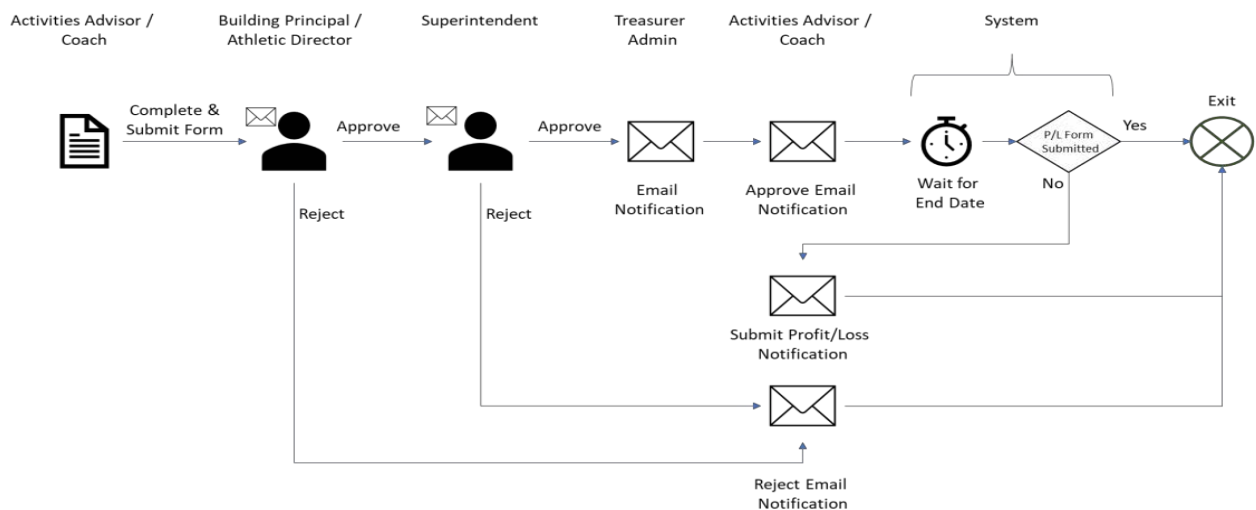 Activities Advisor /
Coach
Building Principal /
Athletic Director
Superintendent
Treasurer
Admin
Activities Advisor /
Coach
System
Complete &
Submit Form
Approve
Approve
Exit
P/L Form
Submitted
Yes
Email
Notification
Approve Email
Notification
Wait for
End Date
No
Reject
Reject
Submit Profit/Loss
Notification
Reject Email
Notification